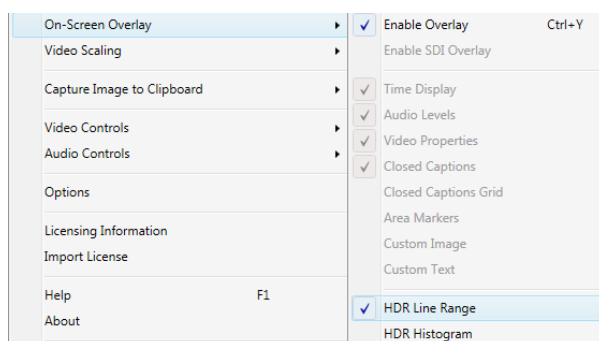 On-Screen Overlay
Video Scaling
Capture Image to Clipboard
Video Controls
Audio Controls
Options
Licensing Information
Import License
Help F1
About
Enable Overlay Ctrl+Y
Enable SDI Overlay
Time Display
Audio Levels
Video Properties
Closed Captions
Closed Captions Grid
Area Markers
Custom Image
Custom Text
HDR Line Range
HDR Histogram